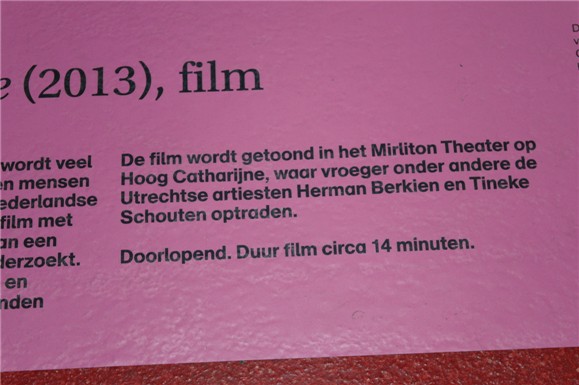 e (2013), film
wordt veel
en mensen
ederlandse
film met
an een
derzoekt.
en
nden
De film wordt getoond in het Mirliton Theater op
Hoog Catharijne, waar vroeger onder andere de
Utrechtse artiesten Herman Berkien en Tineke
Schouten optraden.
Doorlopend. Duur film circa 14 minuten.